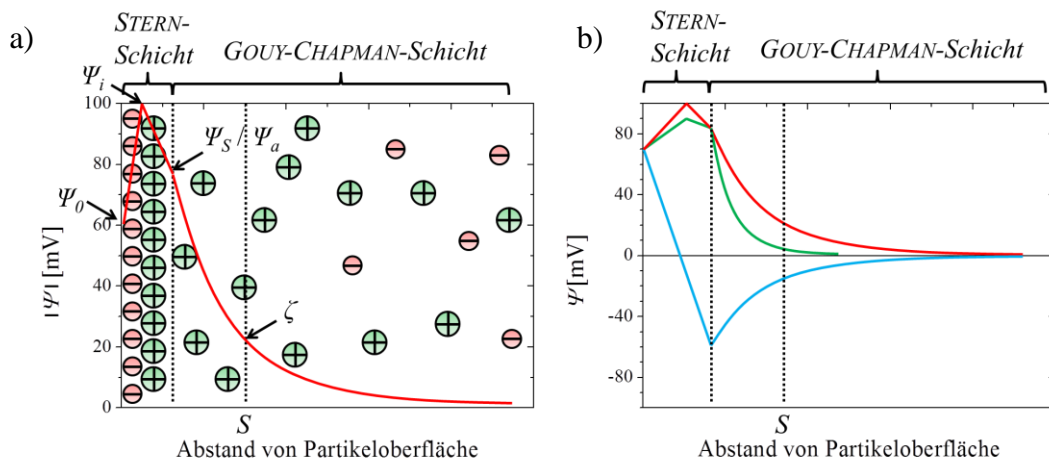 a)
STERN-
Schicht
GOUY-CHAPMAN-Schicht
Ψi
Ψ0
ΨS / Ψa
ζ
|Ψ| [mV]
100
80
60
40
20
0
S
Abstand von Partikeloberfläche
b)
STERN-
Schicht
GOUY-CHAPMAN-Schicht
Ψ [mV]
80
40
0
-40
-80
S
Abstand von Partikeloberfläche